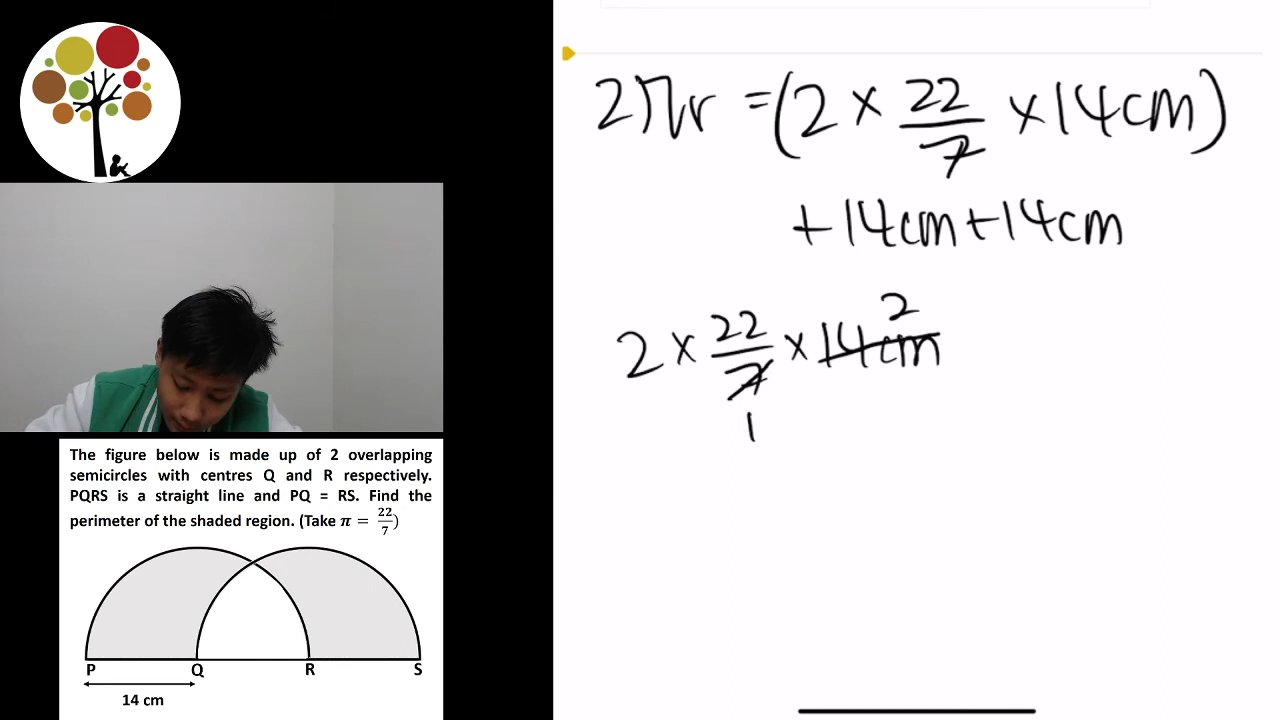 The figure below is made up of 2 overlapping
semicircles with centres Q and R respectively.
PQRS is a straight line and PQ = RS. Find the
perimeter of the shaded region. (Take π = 22/7)
P Q R S
14 cm
2πr = (2 × 22/7 × 14cm)
+14cm+14cm
2
2 × 22/7 × 14cm
1